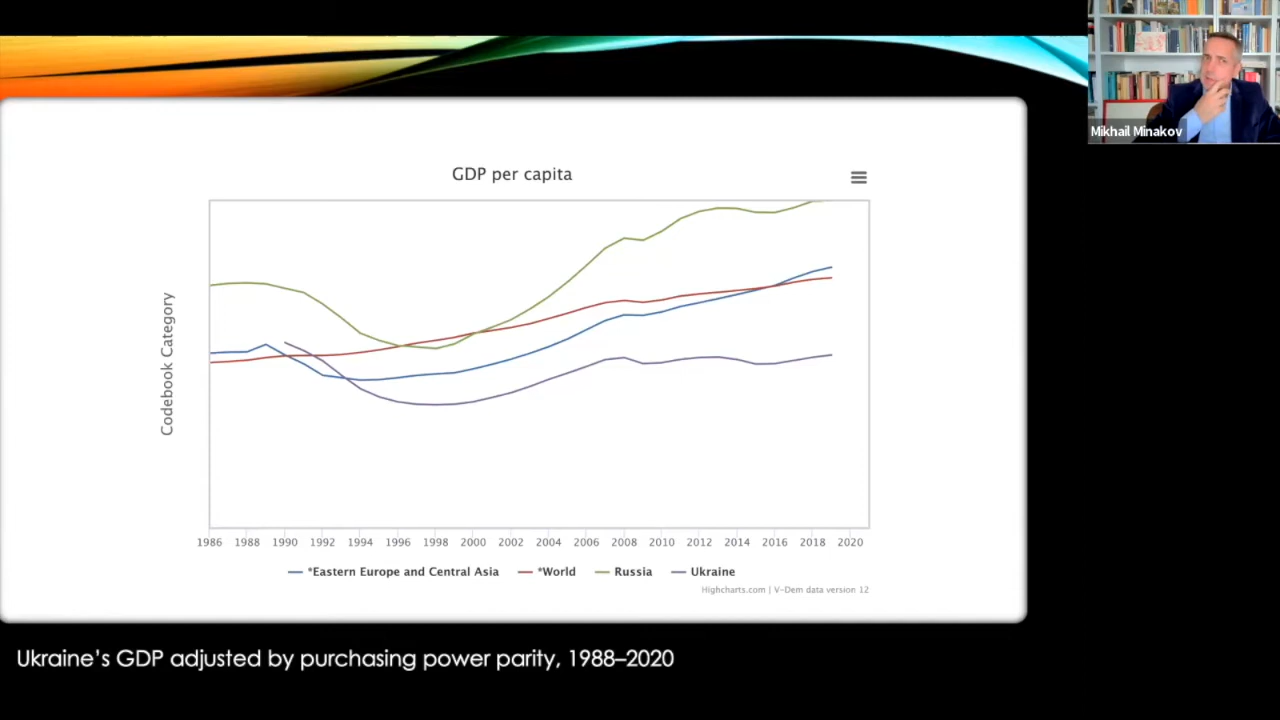 Mikhail Minakov
GDP per capita
Codebook Category
1986 1988 1990 1992 1994 1996 1998 2000 2002 2004 2006 2008 2010 2012 2014 2016 2018 2020
*Eastern Europe and Central Asia *World Russia Ukraine
Highcharts.com | V-Dem data version 12
Ukraine's GDP adjusted by purchasing power parity, 1988–2020